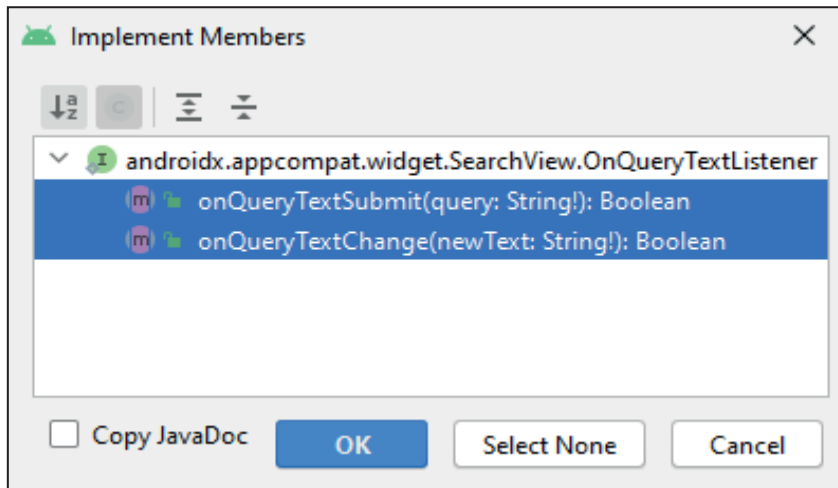 Implement Members
androidx.appcompat.widget.SearchView.OnQueryTextListener
onQueryTextSubmit(query: String!): Boolean
onQueryTextChange(newText: String!): Boolean
Copy JavaDoc
OK
Select None
Cancel